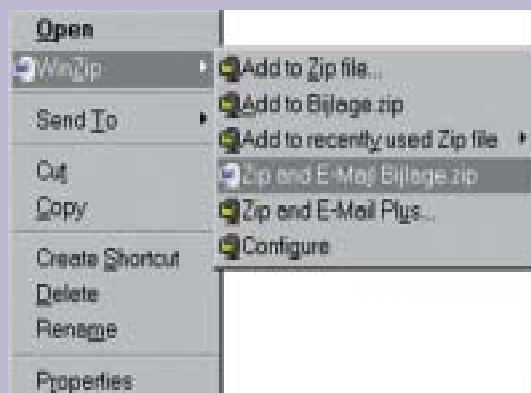 Open
WinZip
Send To
Cut
Copy
Create Shortcut
Delete
Rename
Properties
Add to Zip file...
Add to Bijlage.zip
Add to recently used Zip file
Zip and E-Mail Bijlage.zip
Zip and E-Mail Plus...
Configure